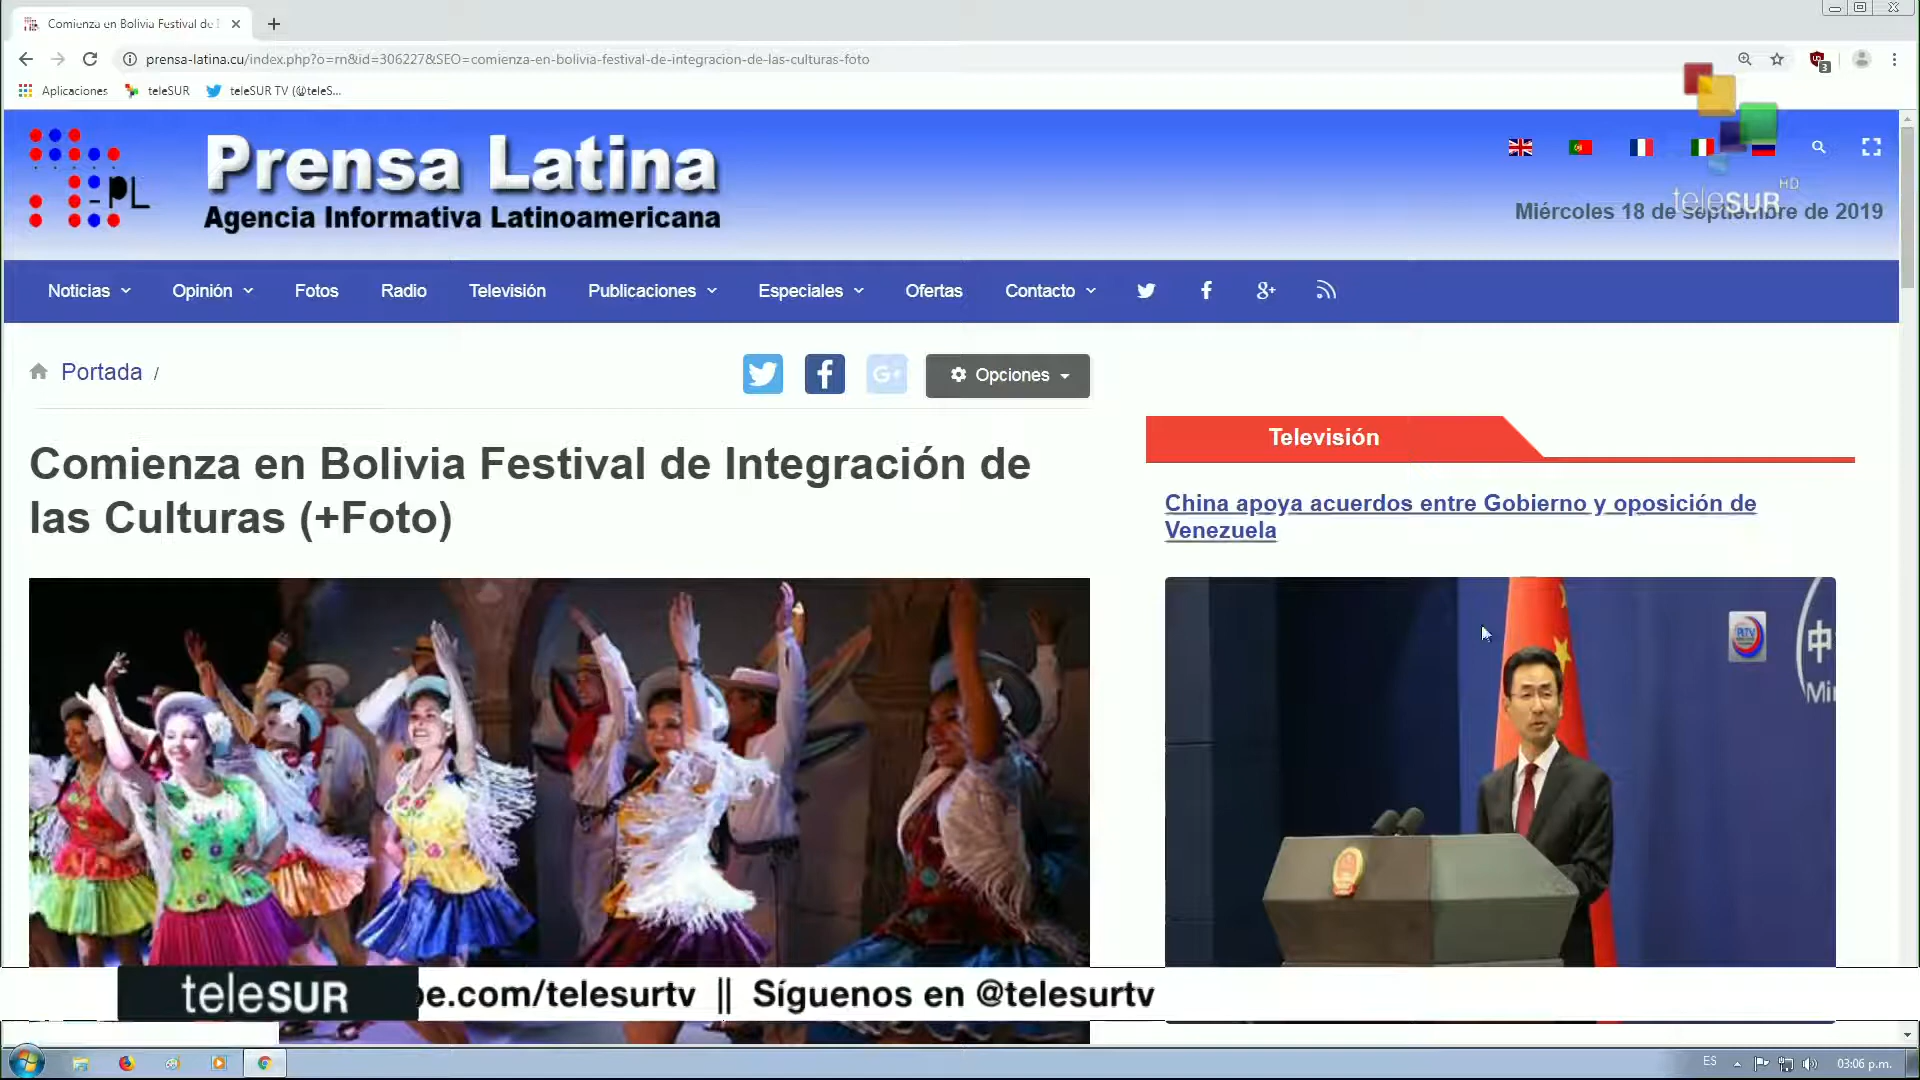 Comienza en Bolivia Festival de I
prensa-latina.cu/index.php?o=rn&id=306227&SEO=comienza-en-bolivia-festival-de-integracion-de-las-culturas-foto
3
Aplicaciones
teleSUR
teleSUR TV (@teleS...
-PL
Prensa Latina
Agencia Informativa Latinoamericana
teleSUR HD
Miércoles 18 de septiembre de 2019
Noticias
Opinión
Fotos
Radio
Televisión
Publicaciones
Especiales
Ofertas
Contacto
g+
Portada /
G+
Opciones
Comienza en Bolivia Festival de Integración de
las Culturas (+Foto)
Televisión
China apoya acuerdos entre Gobierno y oposición de
Venezuela
中
Mi
teleSUR
be.com/telesurtv || Síguenos en @telesurtv
ES
03:06 p.m.